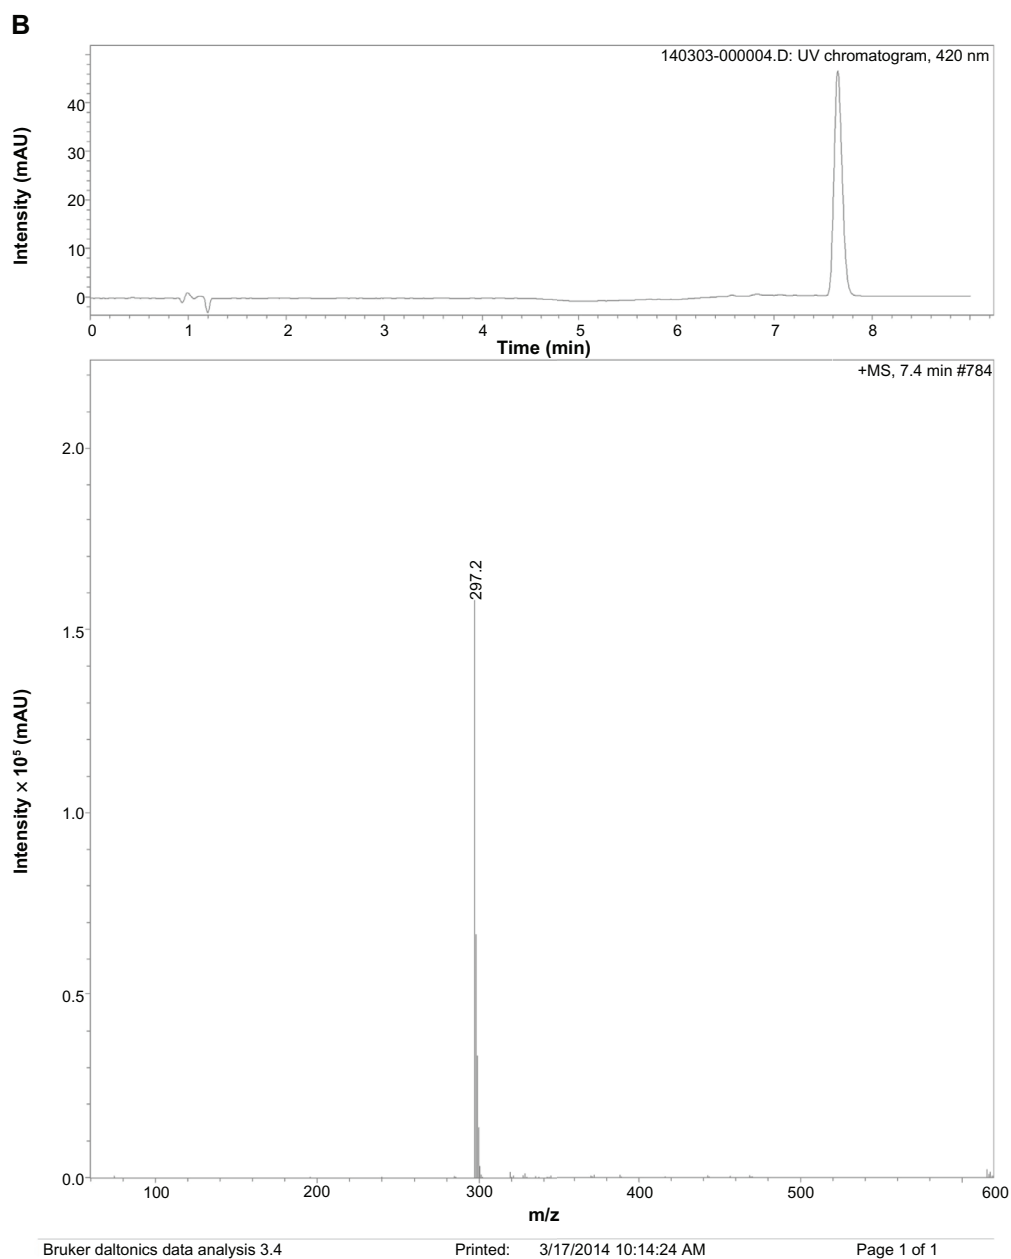 B
140303-000004.D: UV chromatogram, 420 nm
Intensity (mAU)
40
30
20
10
0
0 1 2 3 4 5 6 7 8
Time (min)
+MS, 7.4 min #784
Intensity × 10⁵ (mAU)
2.0
297.2
1.5
1.0
0.5
0.0
100 200 300 400 500 600
m/z
Bruker daltonics data analysis 3.4 Printed: 3/17/2014 10:14:24 AM Page 1 of 1